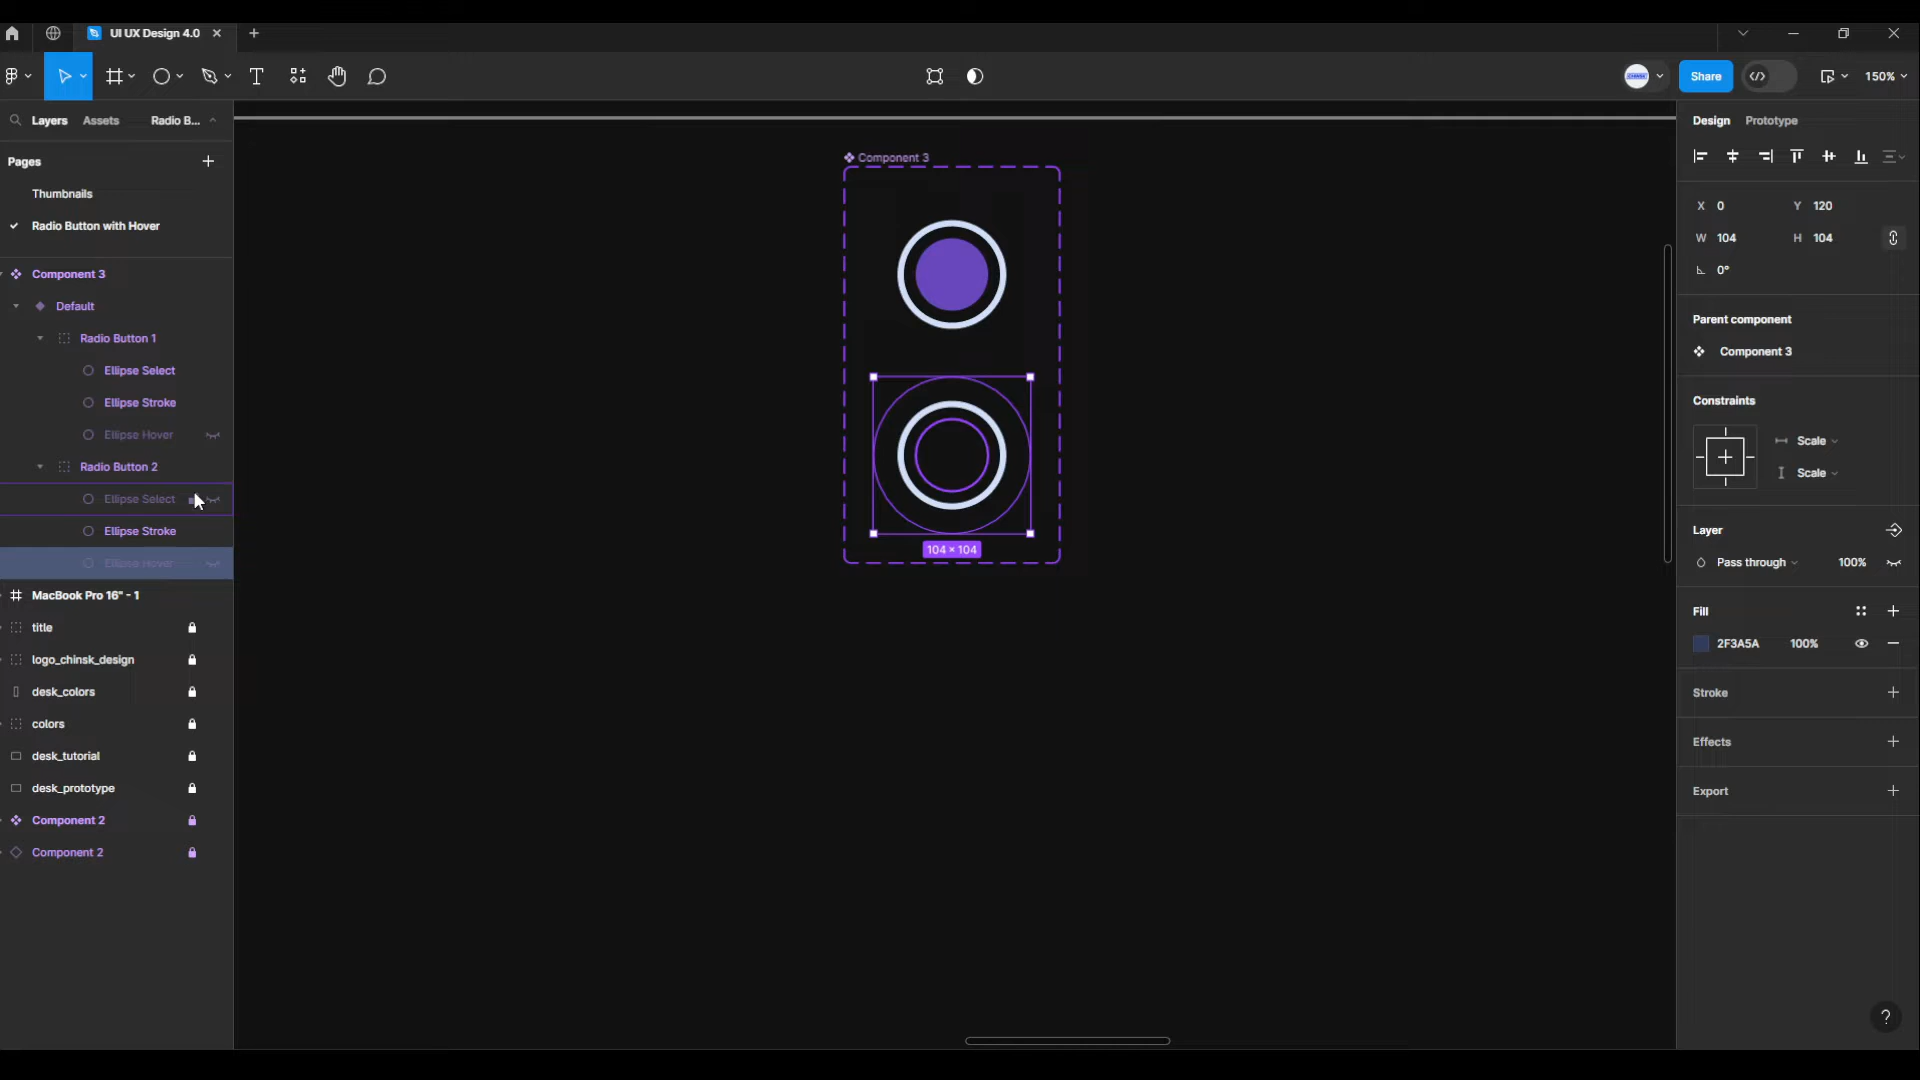 UI UX Design 4.0
Share
150%
Layers
Assets
Radio B...
Design
Prototype
Pages
Thumbnails
Radio Button with Hover
Component 3
Default
Radio Button 1
Ellipse Select
Ellipse Stroke
Ellipse Hover
Radio Button 2
Ellipse Select
Ellipse Stroke
Ellipse Hover
MacBook Pro 16" - 1
title
logo_chinsk_design
desk_colors
colors
desk_tutorial
desk_prototype
Component 2
Component 2
Component 3
104 × 104
X 0 Y 120
W 104 H 104
0°
Parent component
Component 3
Constraints
Scale
Scale
Layer
Pass through 100%
Fill
2F3A5A 100%
Stroke
Effects
Export
?